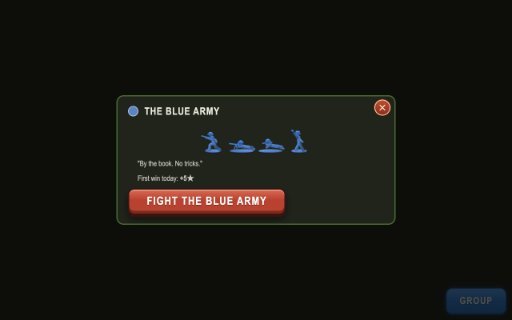 THE BLUE ARMY
"By the book. No tricks."
First win today: +5★
FIGHT THE BLUE ARMY
GROUP